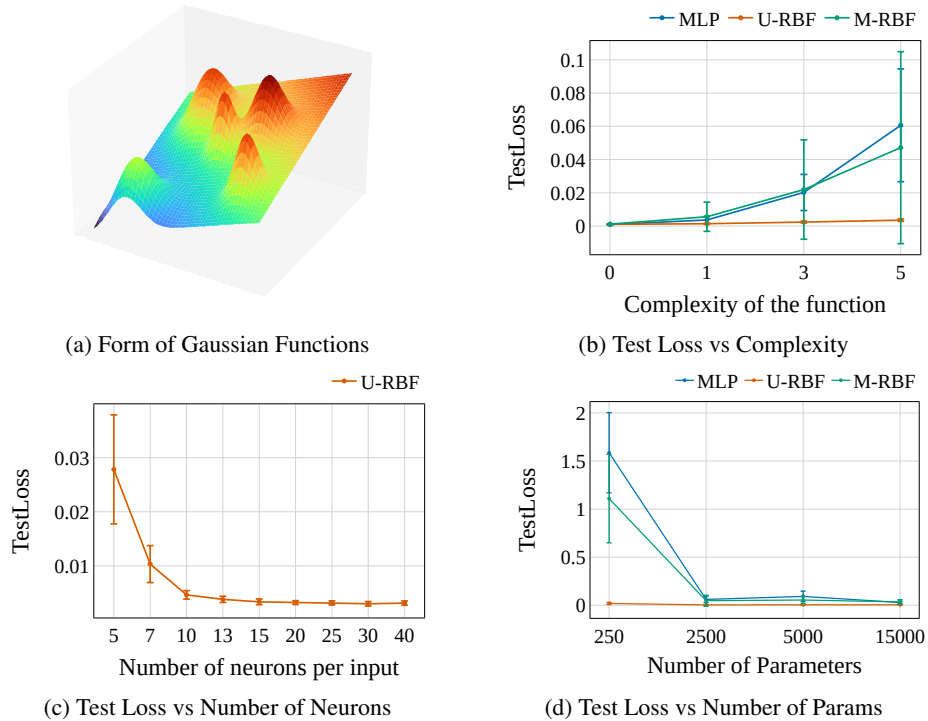 MLP U-RBF M-RBF
0.1
0.08
0.06
0.04
0.02
0
TestLoss
0 1 3 5
Complexity of the function
(a) Form of Gaussian Functions
(b) Test Loss vs Complexity
U-RBF
0.03
0.02
0.01
TestLoss
5 7 10 13 15 20 25 30 40
Number of neurons per input
(c) Test Loss vs Number of Neurons
MLP U-RBF M-RBF
2
1.5
1
0.5
0
TestLoss
250 2500 5000 15000
Number of Parameters
(d) Test Loss vs Number of Params